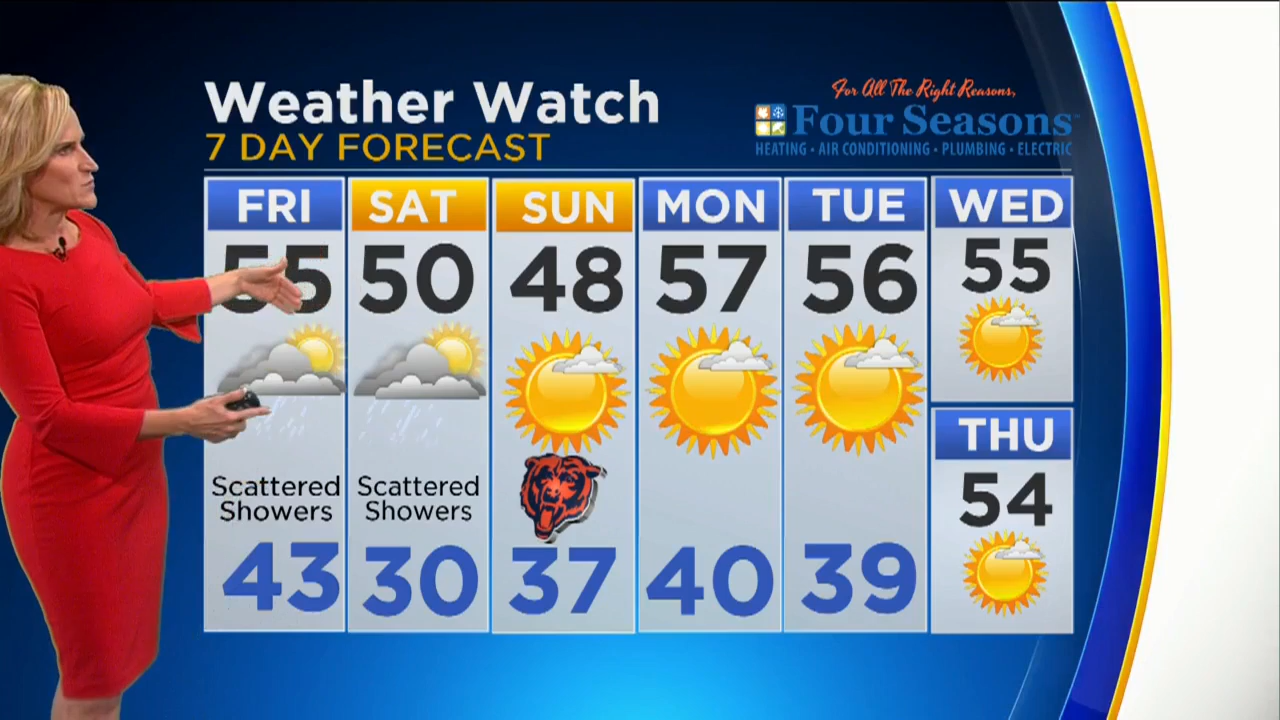 For All The Right Reasons,
Weather Watch
Four Seasons
7 DAY FORECAST
HEATING • AIR CONDITIONING • PLUMBING • ELECTRIC
FRI
SAT
SUN
MON
TUE
WED
55
50
48
57
56
55
THU
54
Scattered
Showers
Scattered
Showers
43
30
37
40
39